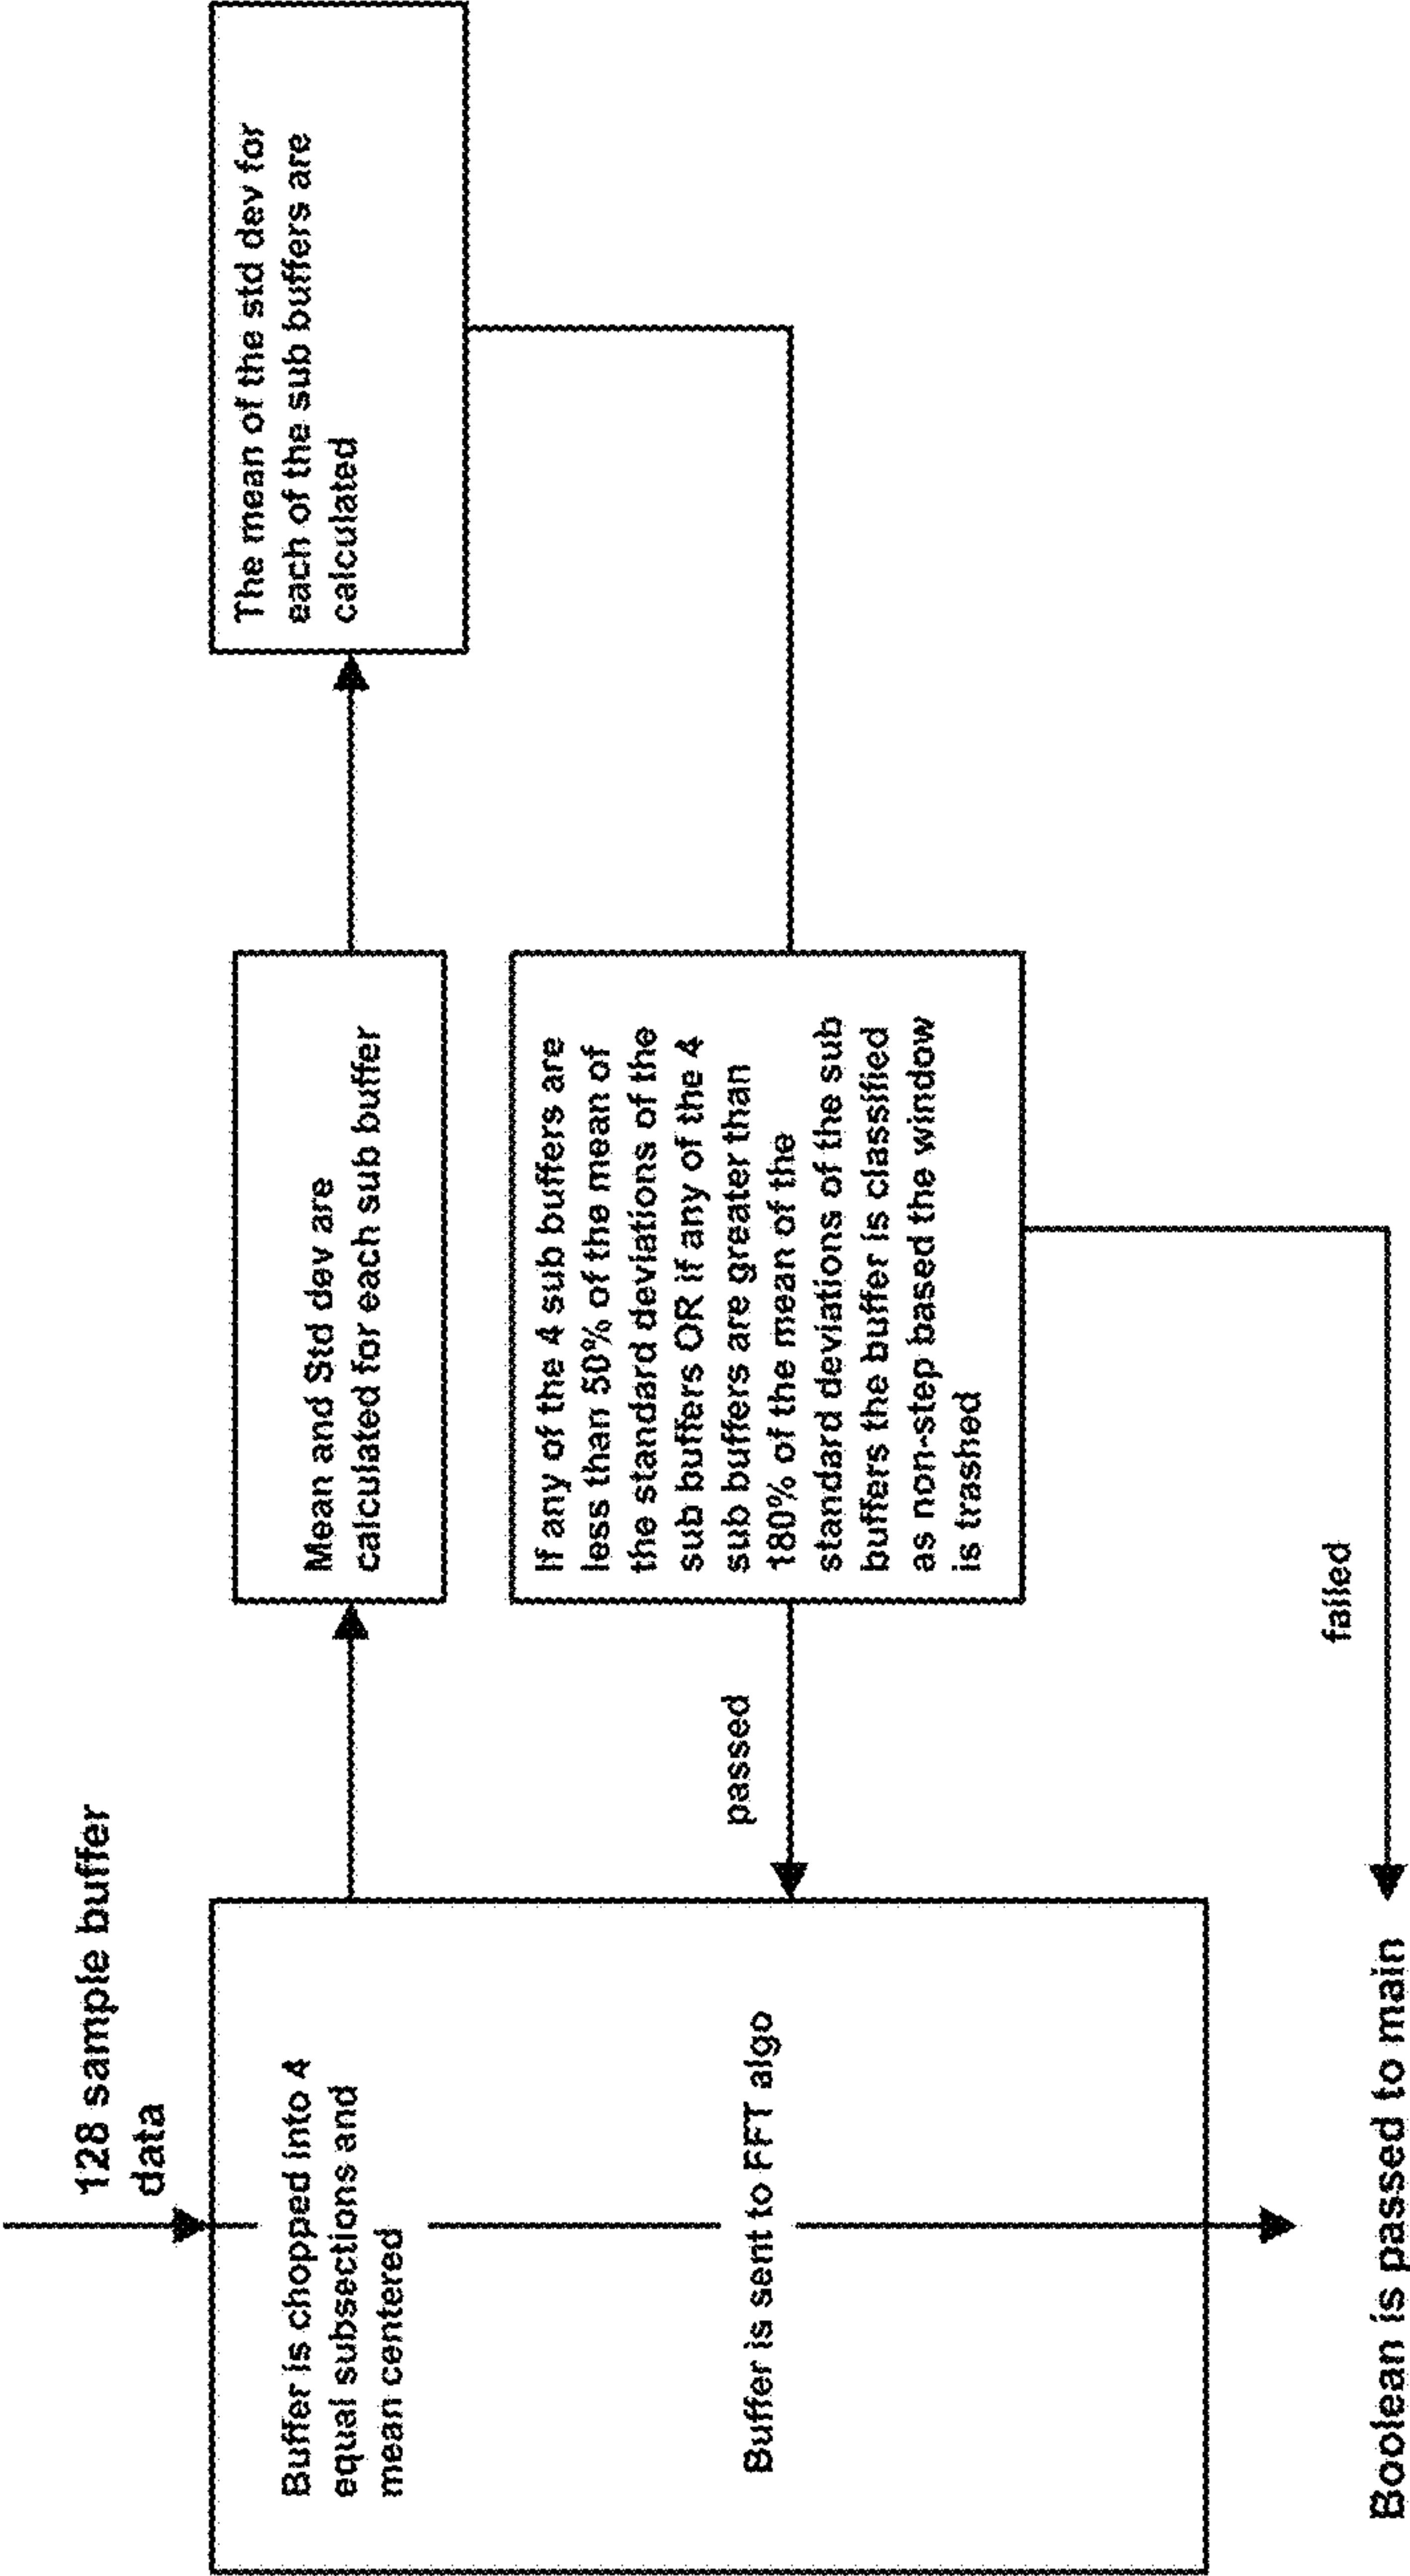 128 sample buffer
data
Buffer is chopped into 4
equal subsections and
mean centered
Mean and Std dev are
calculated for each sub buffer
The mean of the std dev for
each of the sub buffers are
calculated
If any of the 4 sub buffers are
less than 50% of the mean of
the standard deviations of the
sub buffers OR if any of the 4
sub buffers are greater than
180% of the mean of the
standard deviations of the sub
buffers the buffer is classified
as non-step based the window
is trashed
passed
Buffer is sent to FFT algo
failed
Boolean is passed to main